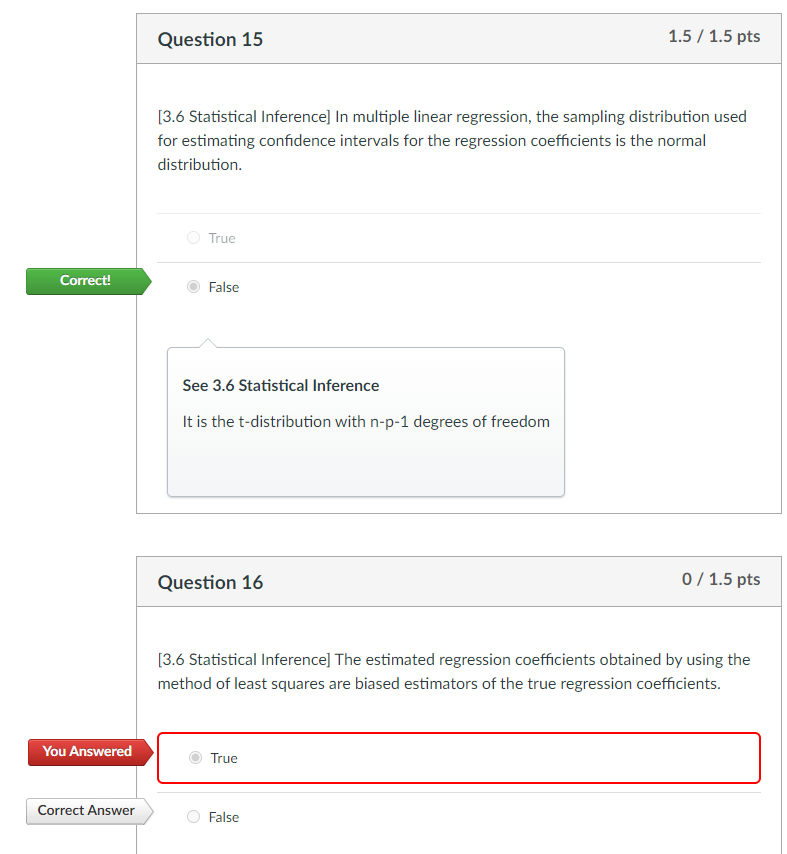 Question 15
1.5 / 1.5 pts
[3.6 Statistical Inference] In multiple linear regression, the sampling distribution used
for estimating confidence intervals for the regression coefficients is the normal
distribution.
True
Correct!
False
See 3.6 Statistical Inference
It is the t-distribution with n-p-1 degrees of freedom
Question 16
0 / 1.5 pts
[3.6 Statistical Inference] The estimated regression coefficients obtained by using the
method of least squares are biased estimators of the true regression coefficients.
You Answered
True
Correct Answer
False